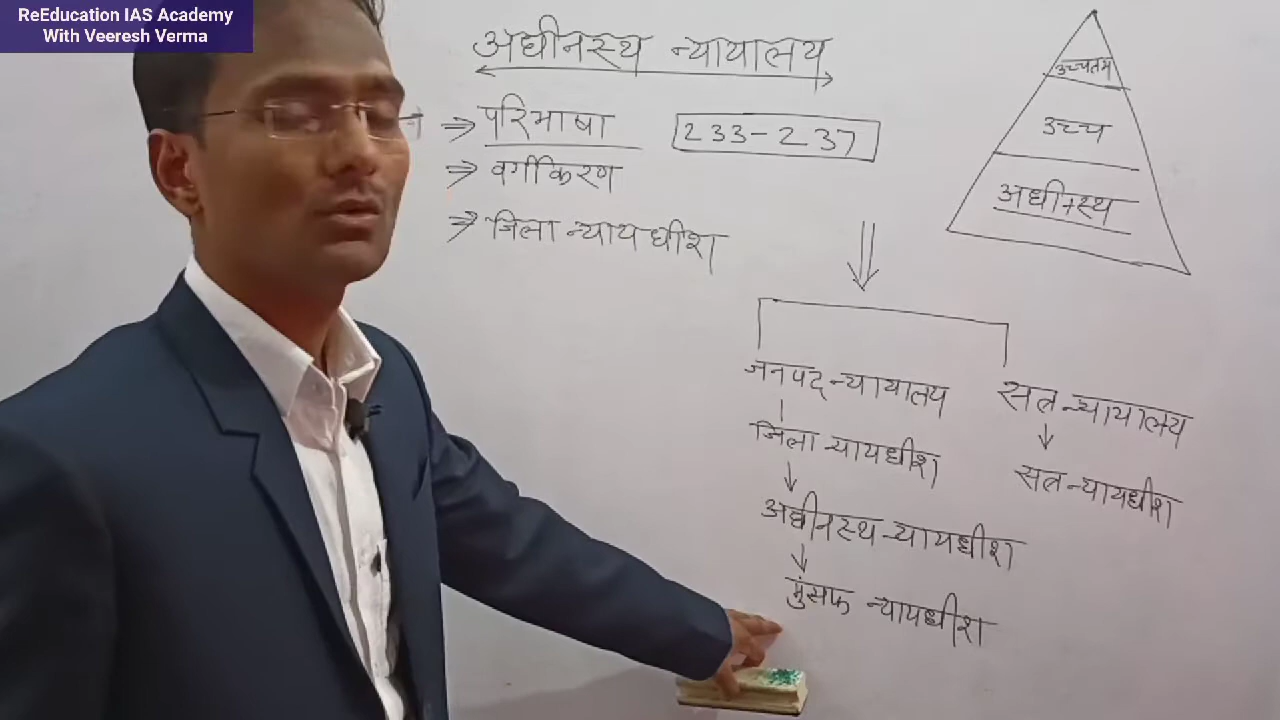 ReEducation IAS Academy
With Veeresh Verma
अधीनस्थ न्यायालय
⇒ परिभाषा
233-237
⇒ वर्गीकरण
⇒ जिला न्यायधीश
उच्चतम
उच्च
अधीनस्थ
जनपद न्यायालय
सत्र न्यायालय
जिला न्यायधीश
सत्र न्यायधीश
अधीनस्थ न्यायधीश
मुंसफ न्यायधीश